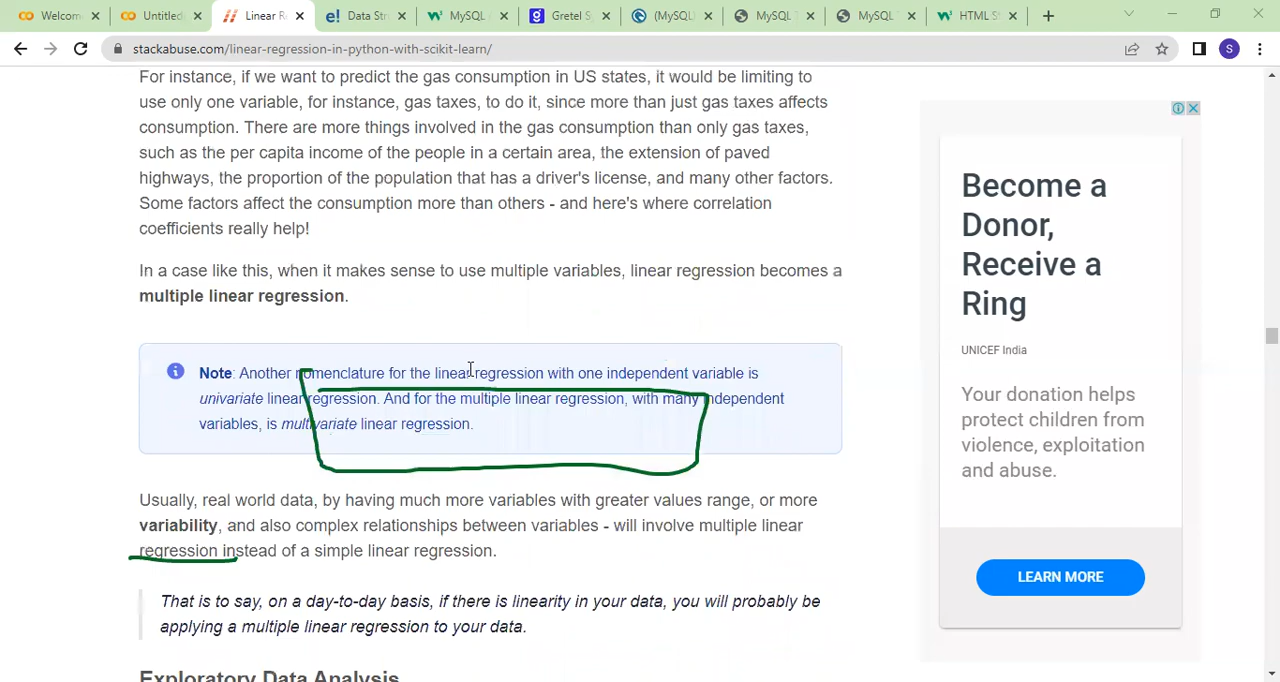 Welcom
Untitled
Linear R
Data Str
MySQL
Gretel Sy
(MySQL
MySQL T
MySQL T
HTML S
stackabuse.com/linear-regression-in-python-with-scikit-learn/
S
For instance, if we want to predict the gas consumption in US states, it would be limiting to
use only one variable, for instance, gas taxes, to do it, since more than just gas taxes affects
consumption. There are more things involved in the gas consumption than only gas taxes,
such as the per capita income of the people in a certain area, the extension of paved
highways, the proportion of the population that has a driver's license, and many other factors.
Some factors affect the consumption more than others - and here's where correlation
coefficients really help!
In a case like this, when it makes sense to use multiple variables, linear regression becomes a
multiple linear regression.
Note: Another nomenclature for the linear regression with one independent variable is
univariate linear regression. And for the multiple linear regression, with many independent
variables, is multivariate linear regression.
Usually, real world data, by having much more variables with greater values range, or more
variability, and also complex relationships between variables - will involve multiple linear
regression instead of a simple linear regression.
That is to say, on a day-to-day basis, if there is linearity in your data, you will probably be
applying a multiple linear regression to your data.
Exploratory Data Analysis
Become a
Donor,
Receive a
Ring
UNICEF India
Your donation helps
protect children from
violence, exploitation
and abuse.
LEARN MORE